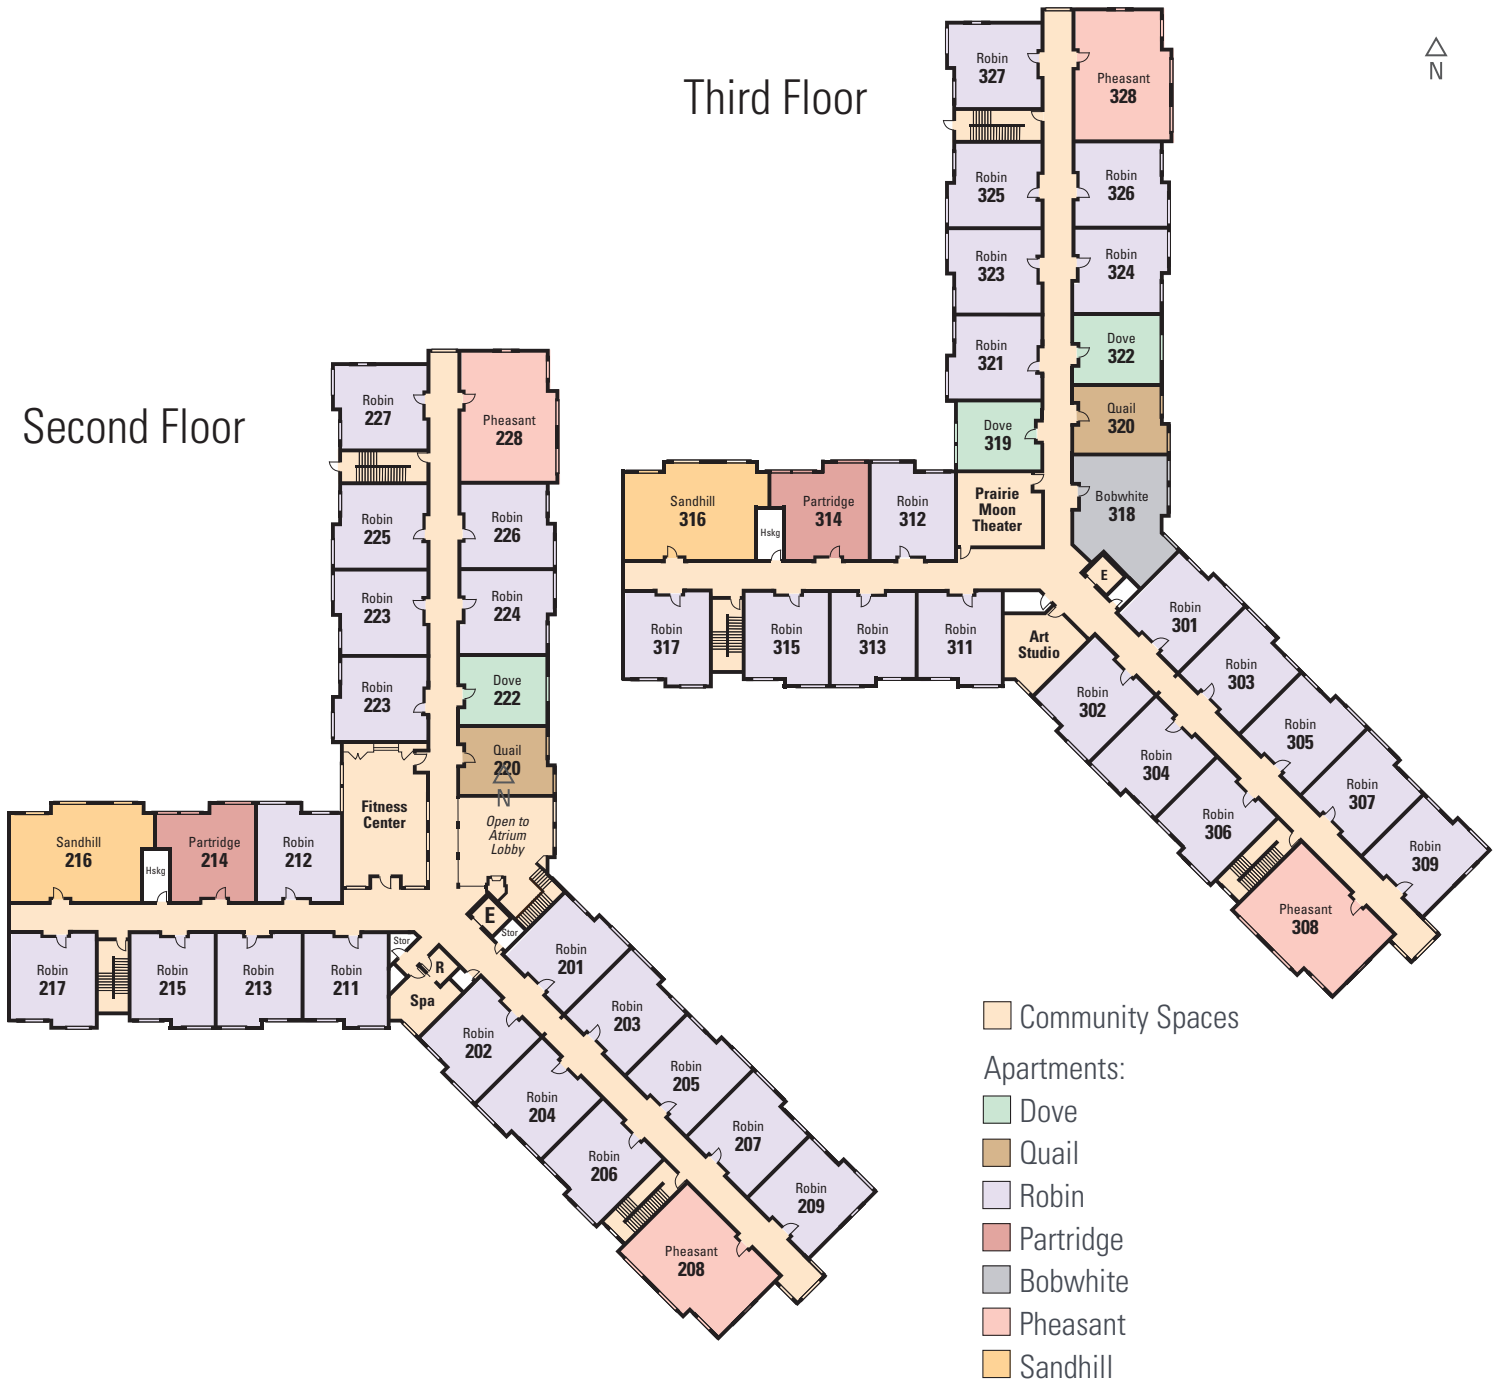 Third Floor
N
Robin
327
Pheasant
328
Robin
325
Robin
326
Robin
323
Robin
324
Robin
321
Dove
322
Dove
319
Quail
320
Sandhill
316
Hskg
Partridge
314
Robin
312
Prairie
Moon
Theater
Bobwhite
318
E
Robin
317
Robin
315
Robin
313
Robin
311
Art
Studio
Robin
301
Robin
302
Robin
303
Robin
304
Robin
305
Robin
306
Robin
307
Pheasant
308
Robin
309
Second Floor
Robin
227
Pheasant
228
Robin
225
Robin
226
Robin
223
Robin
224
Robin
223
Dove
222
Quail
220
N
Fitness
Center
Open to
Atrium
Lobby
Sandhill
216
Hskg
Partridge
214
Robin
212
E
Stor
Stor
R
Spa
Robin
217
Robin
215
Robin
213
Robin
211
Robin
201
Robin
202
Robin
203
Robin
204
Robin
205
Robin
206
Robin
207
Pheasant
208
Robin
209
Community Spaces
Apartments:
Dove
Quail
Robin
Partridge
Bobwhite
Pheasant
Sandhill